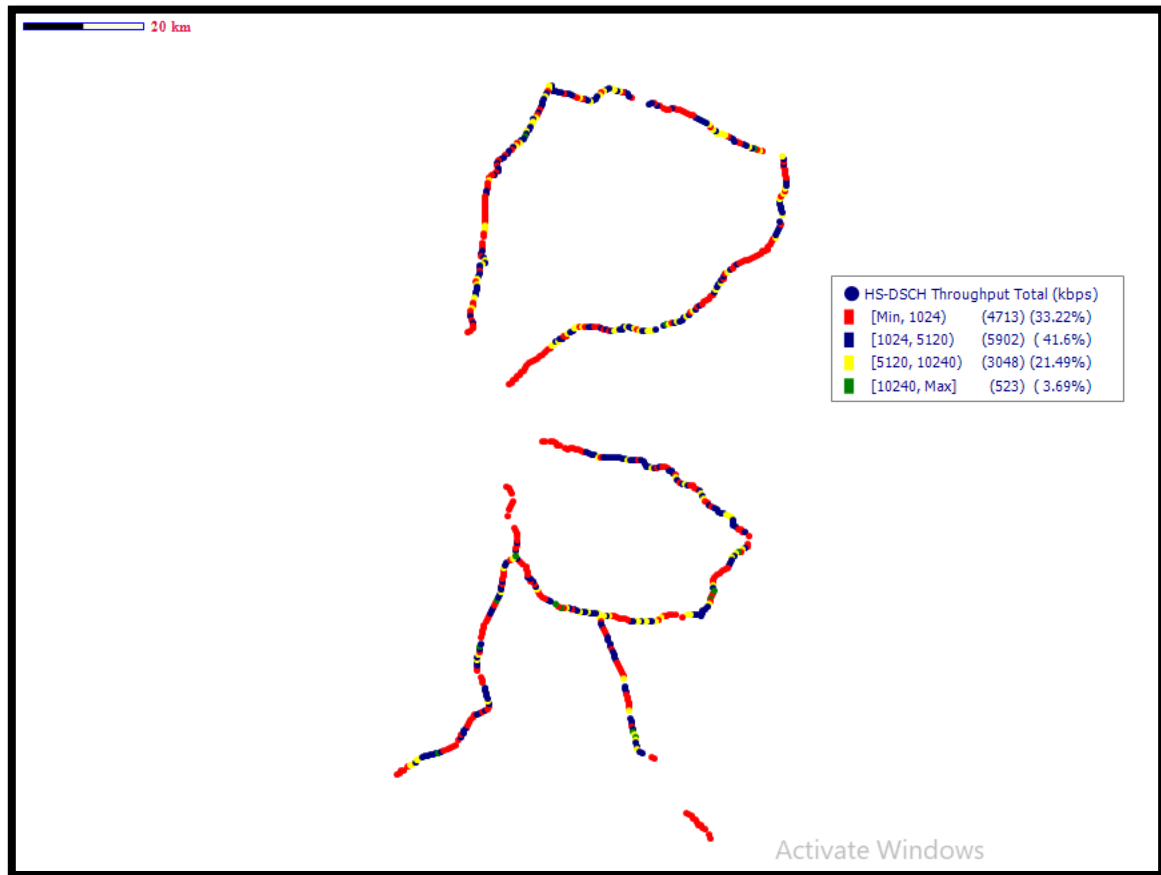 20 km
HS-DSCH Throughput Total (kbps)
[Min, 1024) (4713) (33.22%)
[1024, 5120) (5902) ( 41.6%)
[5120, 10240) (3048) (21.49%)
[10240, Max] (523) ( 3.69%)
Activate Windows